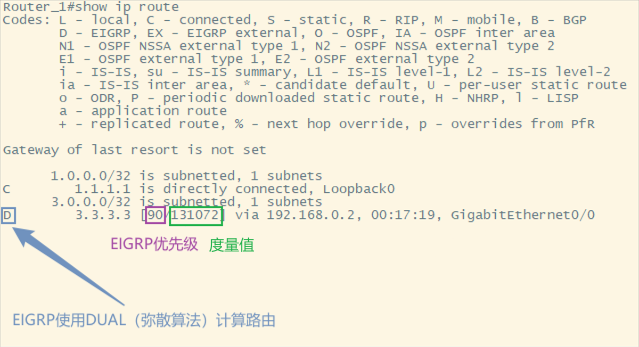 Router_1#show ip route
Codes: L - local, C - connected, S - static, R - RIP, M - mobile, B - BGP
D - EIGRP, EX - EIGRP external, O - OSPF, IA - OSPF inter area
N1 - OSPF NSSA external type 1, N2 - OSPF NSSA external type 2
E1 - OSPF external type 1, E2 - OSPF external type 2
i - IS-IS, su - IS-IS summary, L1 - IS-IS level-1, L2 - IS-IS level-2
ia - IS-IS inter area, * - candidate default, U - per-user static route
o - ODR, P - periodic downloaded static route, H - NHRP, l - LISP
a - application route
+ - replicated route, % - next hop override, p - overrides from PfR
Gateway of last resort is not set
1.0.0.0/32 is subnetted, 1 subnets
C 1.1.1.1 is directly connected, Loopback0
3.0.0.0/32 is subnetted, 1 subnets
D 3.3.3.3 [90/131072] via 192.168.0.2, 00:17:19, GigabitEthernet0/0
EIGRP优先级 度量值
EIGRP使用DUAL（弥散算法）计算路由